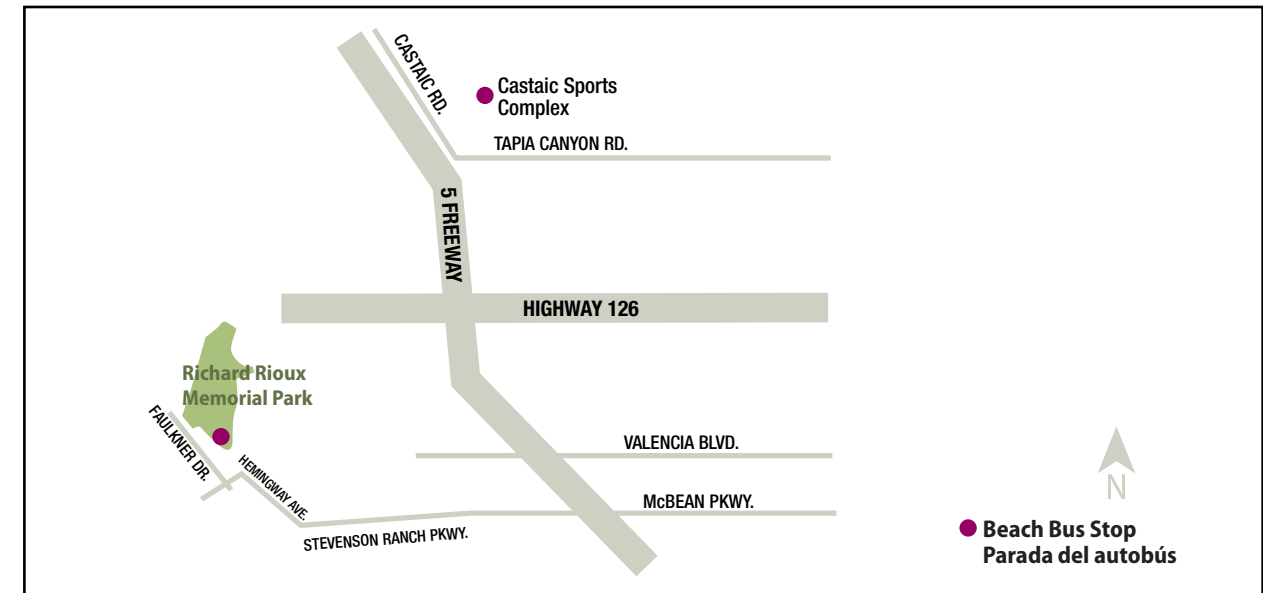 CASTAIC RD.
Castaic Sports
Complex
TAPIA CANYON RD.
5 FREEWAY
HIGHWAY 126
Richard Rioux
Memorial Park
FAULKNER DR.
HEMINGWAY AVE.
VALENCIA BLVD.
McBEAN PKWY.
STEVENSON RANCH PKWY.
N
Beach Bus Stop
Parada del autobús